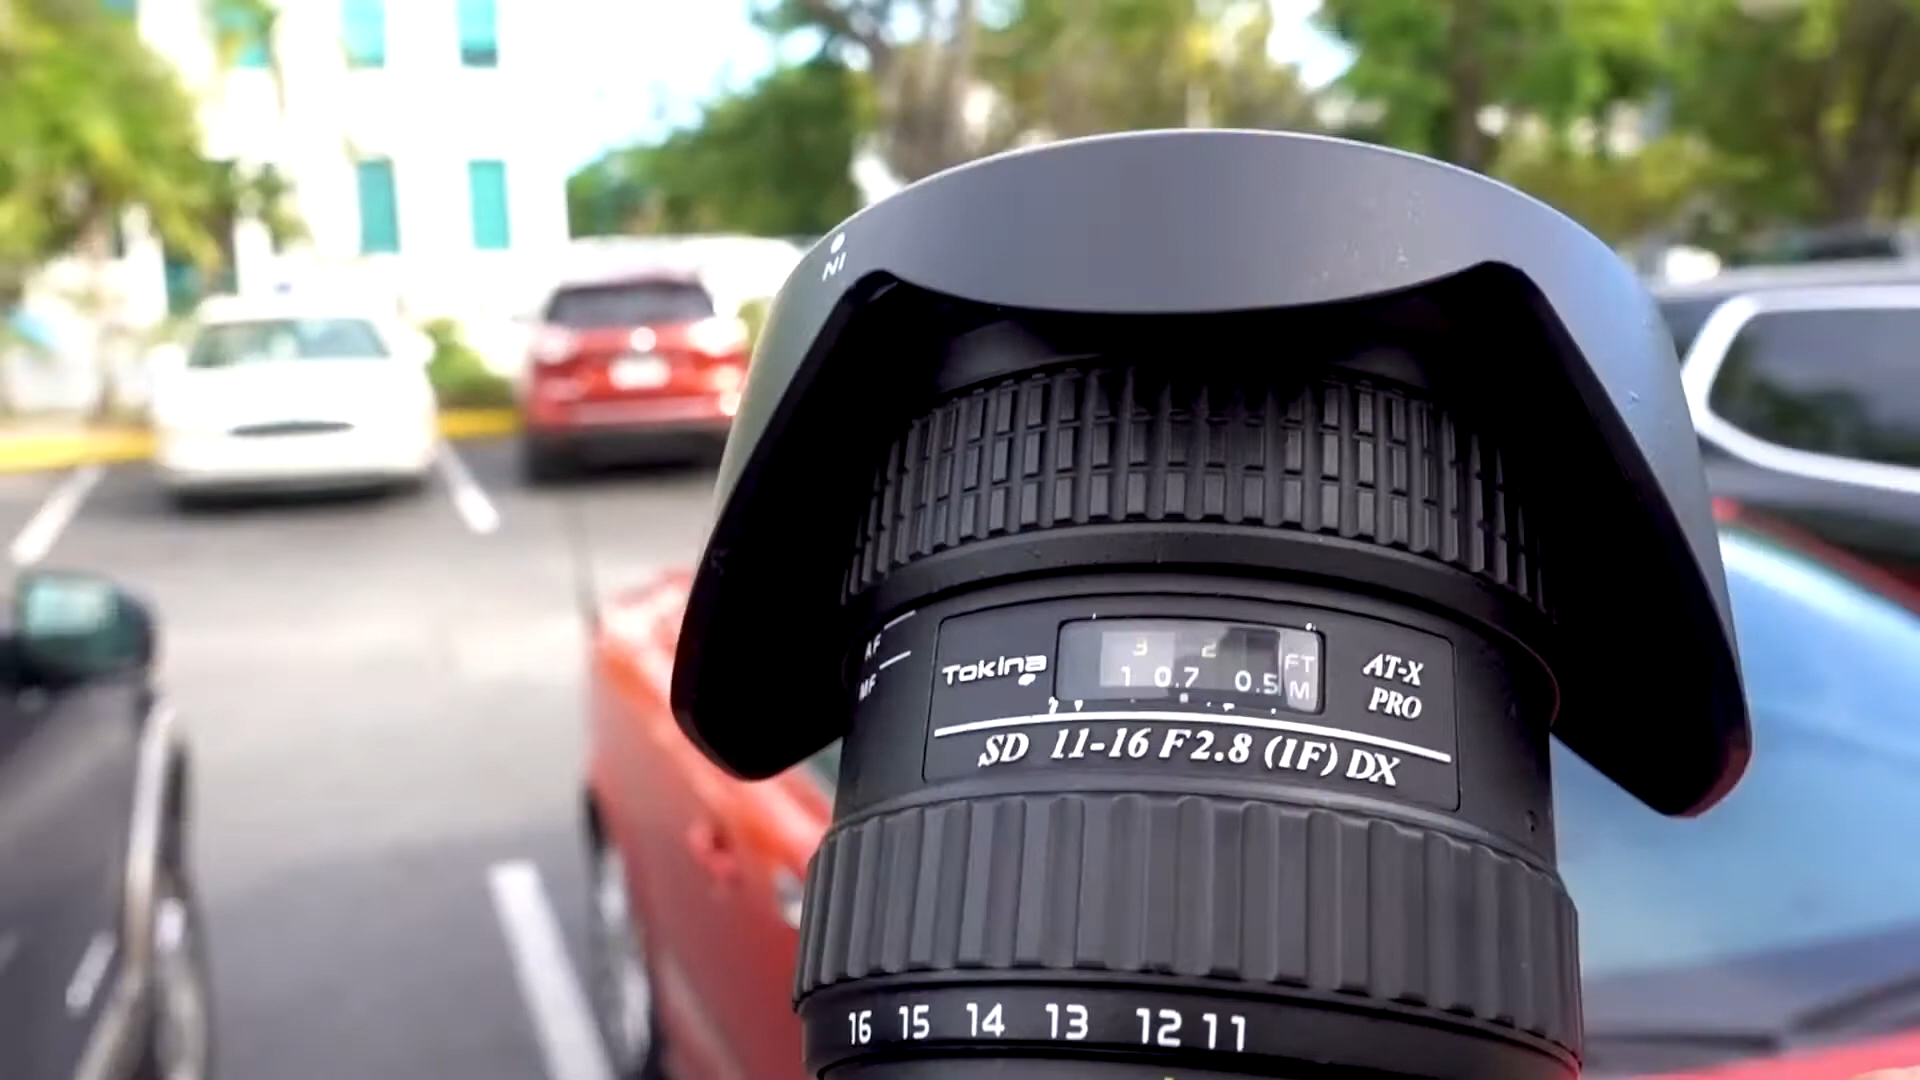 NI
AF
MF
Tokina
3 2 FT
1 0.7 0.5 M
AT-X
PRO
SD 11-16 F2.8 (IF) DX
16 15 14 13 12 11